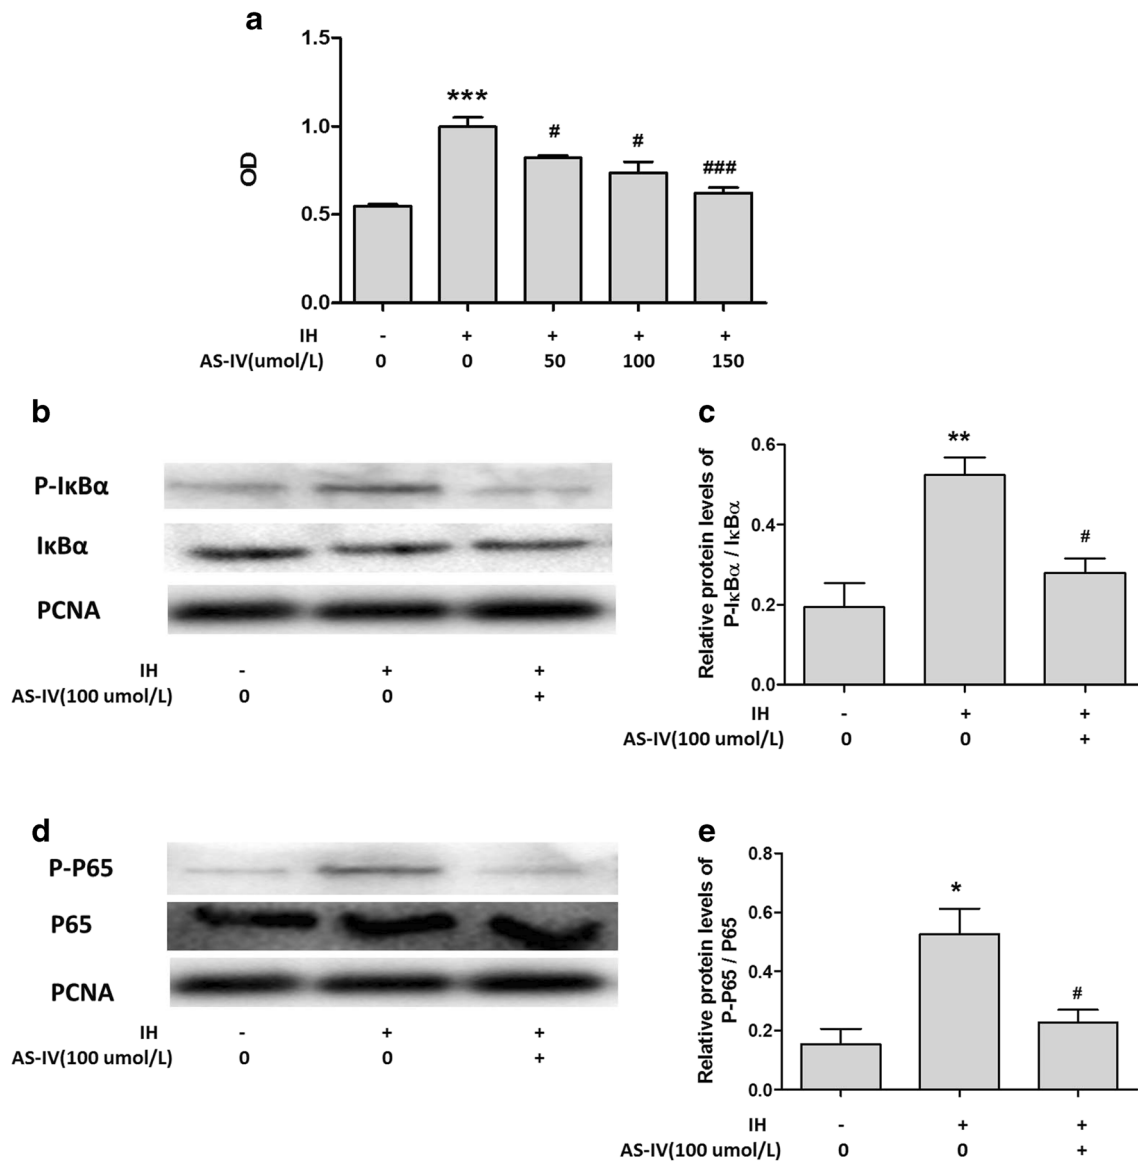 a
1.5
***
1.0
#
#
###
OD
0.5
0.0
IH - + + + +
AS-IV(umol/L) 0 0 50 100 150
b
P-IκBα
IκBα
PCNA
IH - + +
AS-IV(100 umol/L) 0 0 +
c
Relative protein levels of
P-IκBα / IκBα
0.6
**
0.4
#
0.2
0.0
IH - + +
AS-IV(100 umol/L) 0 0 +
d
P-P65
P65
PCNA
IH - + +
AS-IV(100 umol/L) 0 0 +
e
Relative protein levels of
P-P65 / P65
0.8
*
0.6
0.4
#
0.2
0.0
IH - + +
AS-IV(100 umol/L) 0 0 +